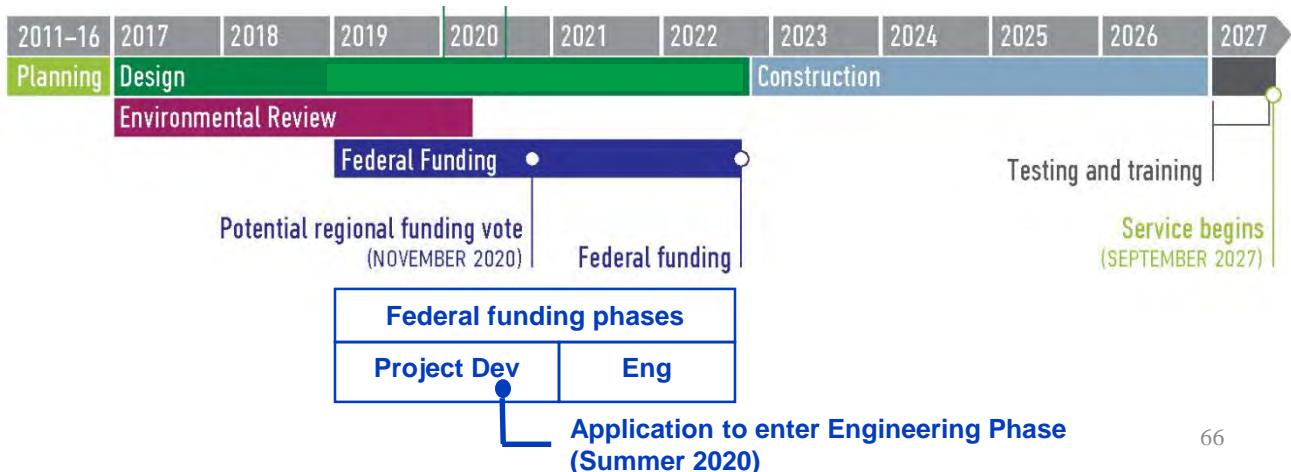 2011–16 2017 2018 2019 2020 2021 2022 2023 2024 2025 2026 2027
Planning Design Construction
Environmental Review
Federal Funding
Testing and training
Potential regional funding vote
(NOVEMBER 2020)
Federal funding
Service begins
(SEPTEMBER 2027)
Federal funding phases
Project Dev Eng
Application to enter Engineering Phase
(Summer 2020)
66